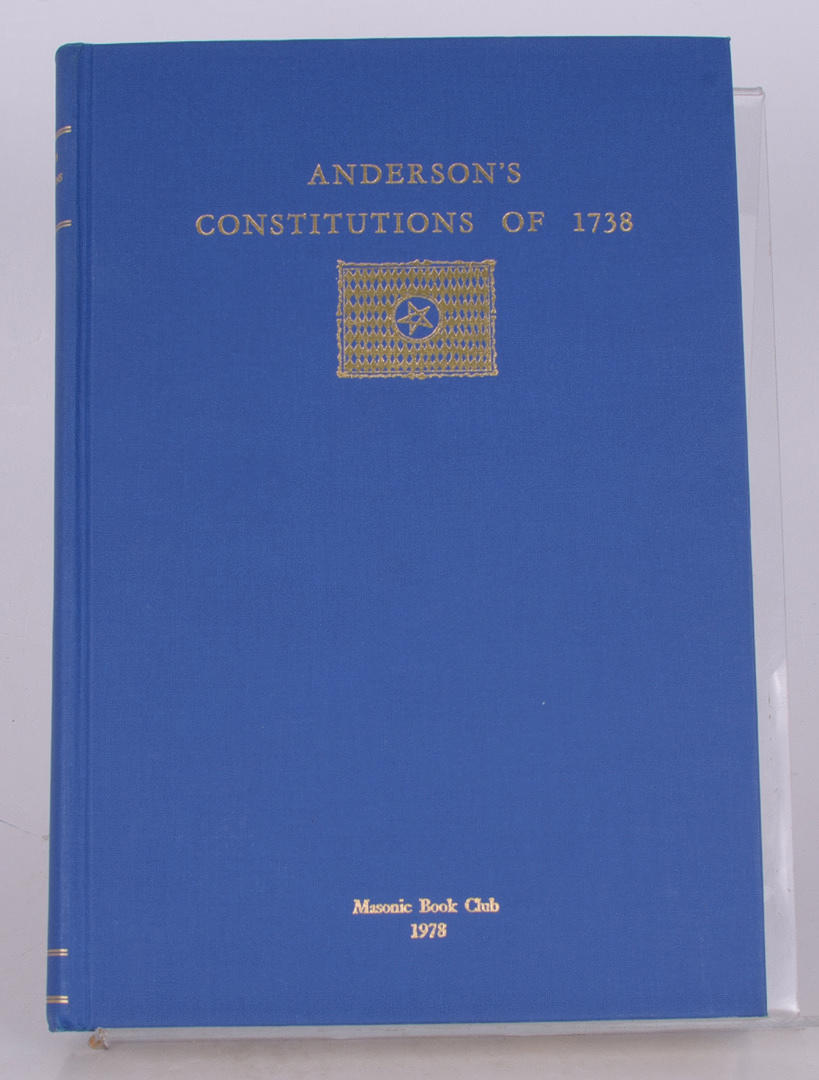 ANDERSON'S
CONSTITUTIONS OF 1738
Masonic Book Club
1978